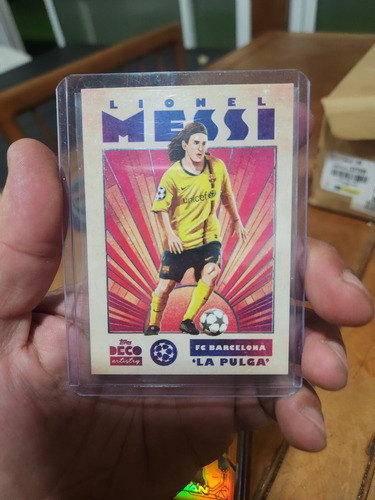 LIONEL
MESSI
unicef
Topps
DECO
artistry
FC BARCELONA
'LA PULGA'